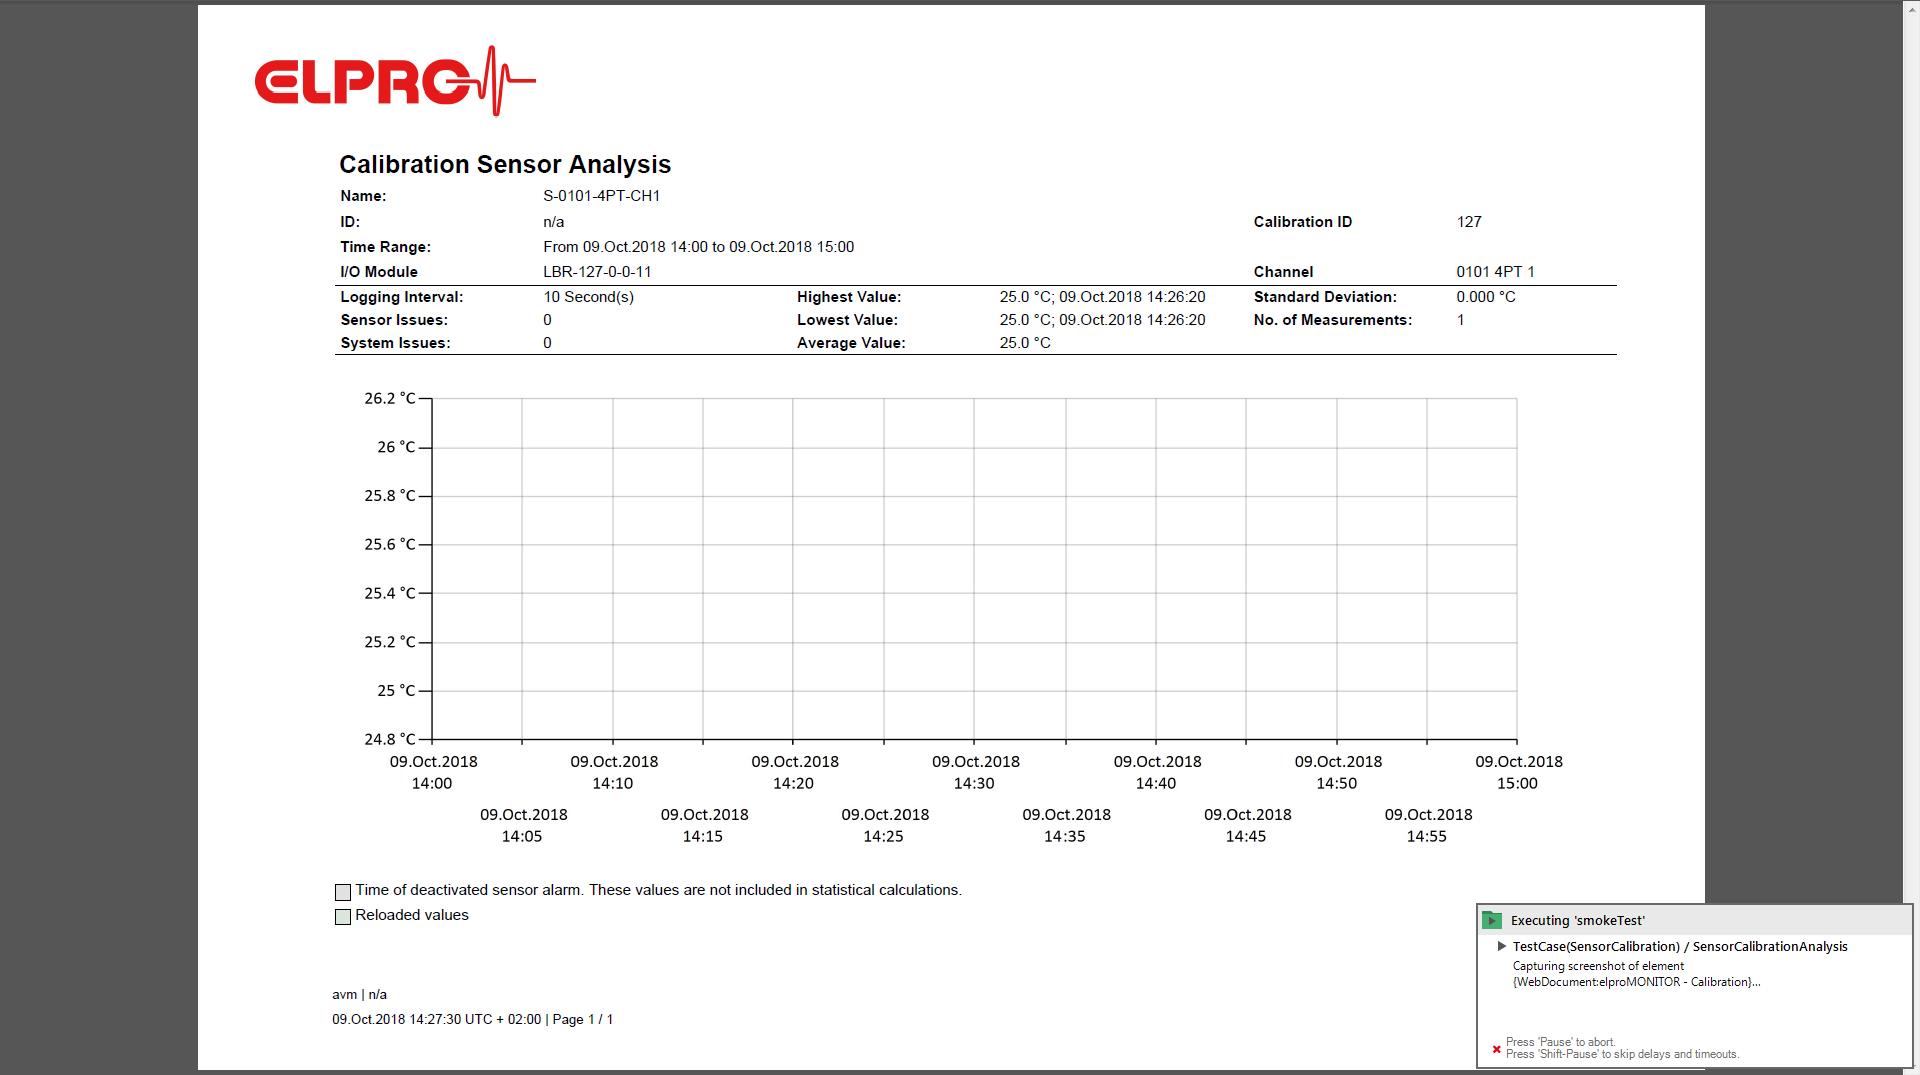 ELPRO
Calibration Sensor Analysis
Name: S-0101-4PT-CH1
ID: n/a Calibration ID 127
Time Range: From 09.Oct.2018 14:00 to 09.Oct.2018 15:00
I/O Module LBR-127-0-0-11 Channel 0101 4PT 1
Logging Interval: 10 Second(s) Highest Value: 25.0 °C; 09.Oct.2018 14:26:20 Standard Deviation: 0.000 °C
Sensor Issues: 0 Lowest Value: 25.0 °C; 09.Oct.2018 14:26:20 No. of Measurements: 1
System Issues: 0 Average Value: 25.0 °C
26.2 °C
26 °C
25.8 °C
25.6 °C
25.4 °C
25.2 °C
25 °C
24.8 °C
09.Oct.2018 09.Oct.2018 09.Oct.2018 09.Oct.2018 09.Oct.2018 09.Oct.2018 09.Oct.2018
14:00 14:10 14:20 14:30 14:40 14:50 15:00
09.Oct.2018 09.Oct.2018 09.Oct.2018 09.Oct.2018 09.Oct.2018 09.Oct.2018
14:05 14:15 14:25 14:35 14:45 14:55
Time of deactivated sensor alarm. These values are not included in statistical calculations.
Reloaded values
avm | n/a
09.Oct.2018 14:27:30 UTC + 02:00 | Page 1 / 1
Executing 'smokeTest'
TestCase(SensorCalibration) / SensorCalibrationAnalysis
Capturing screenshot of element
{WebDocument:elproMONITOR - Calibration}...
Press 'Pause' to abort.
Press 'Shift-Pause' to skip delays and timeouts.